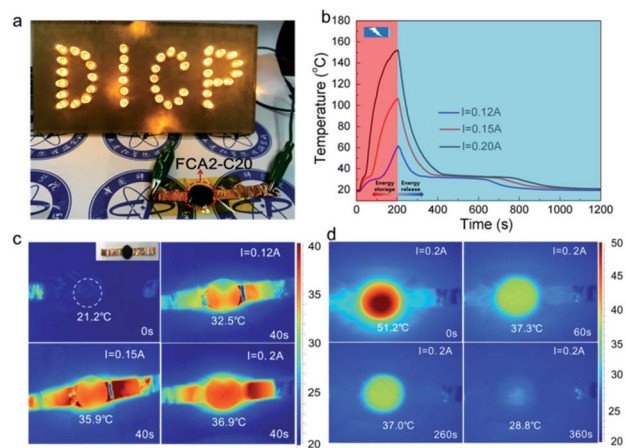 a
DICP
FCA2-C20
b
180
160
140
120
100
80
60
40
20
Temperature (°C)
I=0.12A
I=0.15A
I=0.20A
Energy storage
Energy release
0 200 400 600 800 1000 1200
Time (s)
c
21.2℃
0s
I=0.12A
32.5℃
40s
I=0.15A
35.9℃
40s
I=0.2A
36.9℃
40s
40
35
30
25
20
d
I=0.2A
51.2℃
0s
I=0.2A
37.3℃
60s
I=0.2A
37.0℃
260s
I=0.2A
28.8℃
360s
50
45
40
35
30
25
20